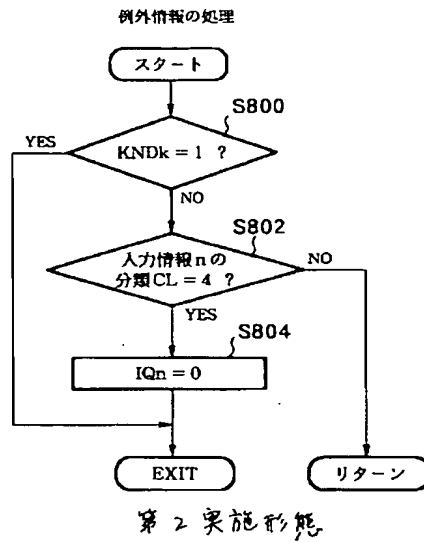 例外情報の処理
スタート
S800
YES
KNDk = 1 ?
NO
S802
入力情報nの
分類CL=4 ?
NO
YES
S804
IQn = 0
EXIT
リターン
第2実施形態